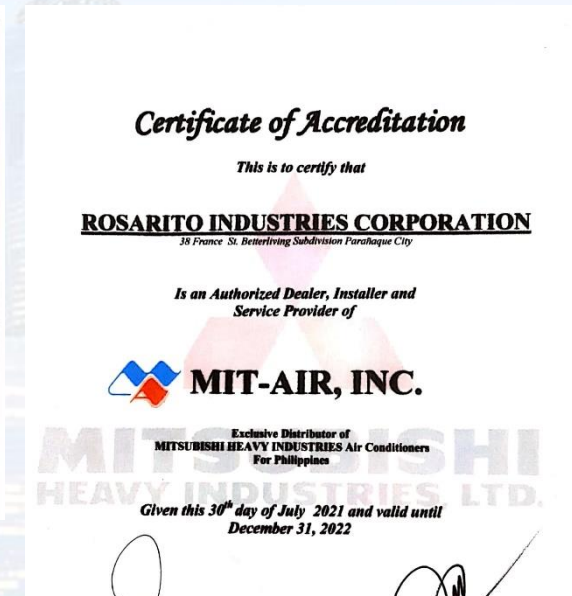 Certificate of Accreditation
This is to certify that
ROSARITO INDUSTRIES CORPORATION
38 France St. Betterliving Subdivision Parañaque City
Is an Authorized Dealer, Installer and
Service Provider of
MIT-AIR, INC.
Exclusive Distributor of
MITSUBISHI HEAVY INDUSTRIES Air Conditioners
For Philippines
MITSUBISHI
HEAVY INDUSTRIES, LTD.
Given this 30th day of July 2021 and valid until
December 31, 2022